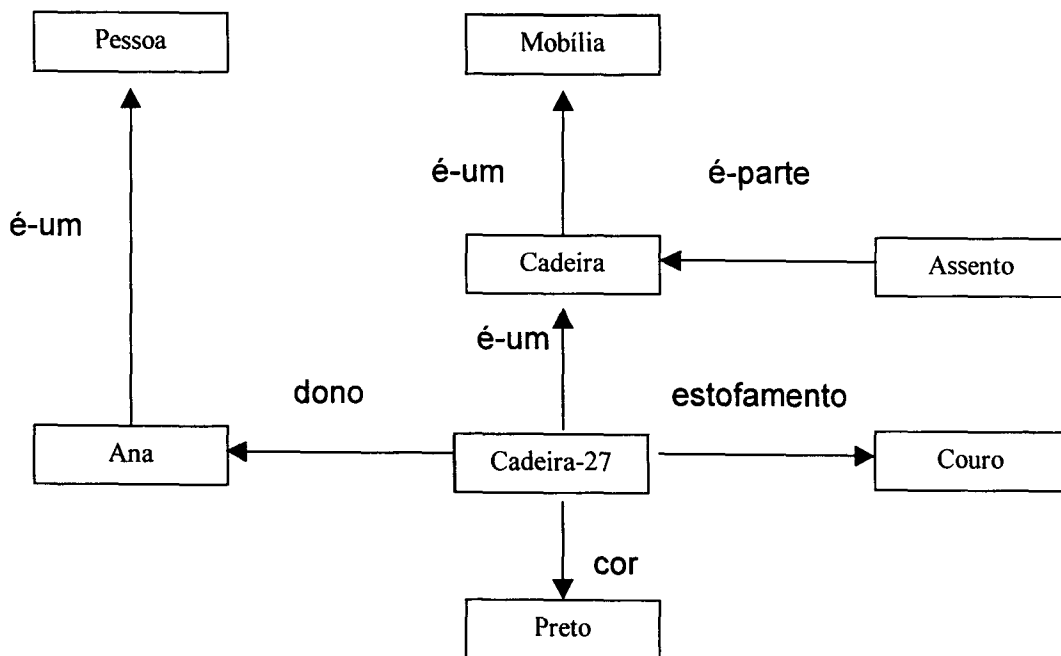 Pessoa
Mobília
é-um
é-parte
é-um
Cadeira
Assento
é-um
dono
estofamento
Ana
Cadeira-27
Couro
cor
Preto